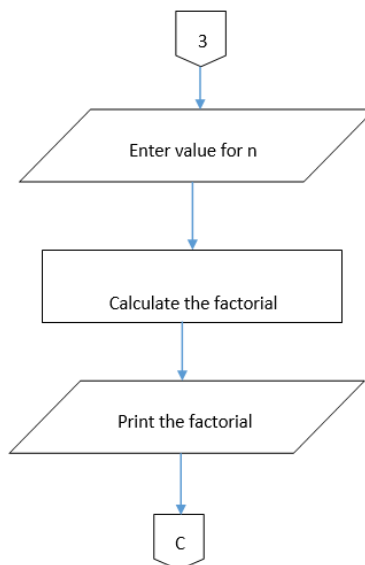 3
Enter value for n
Calculate the factorial
Print the factorial
C